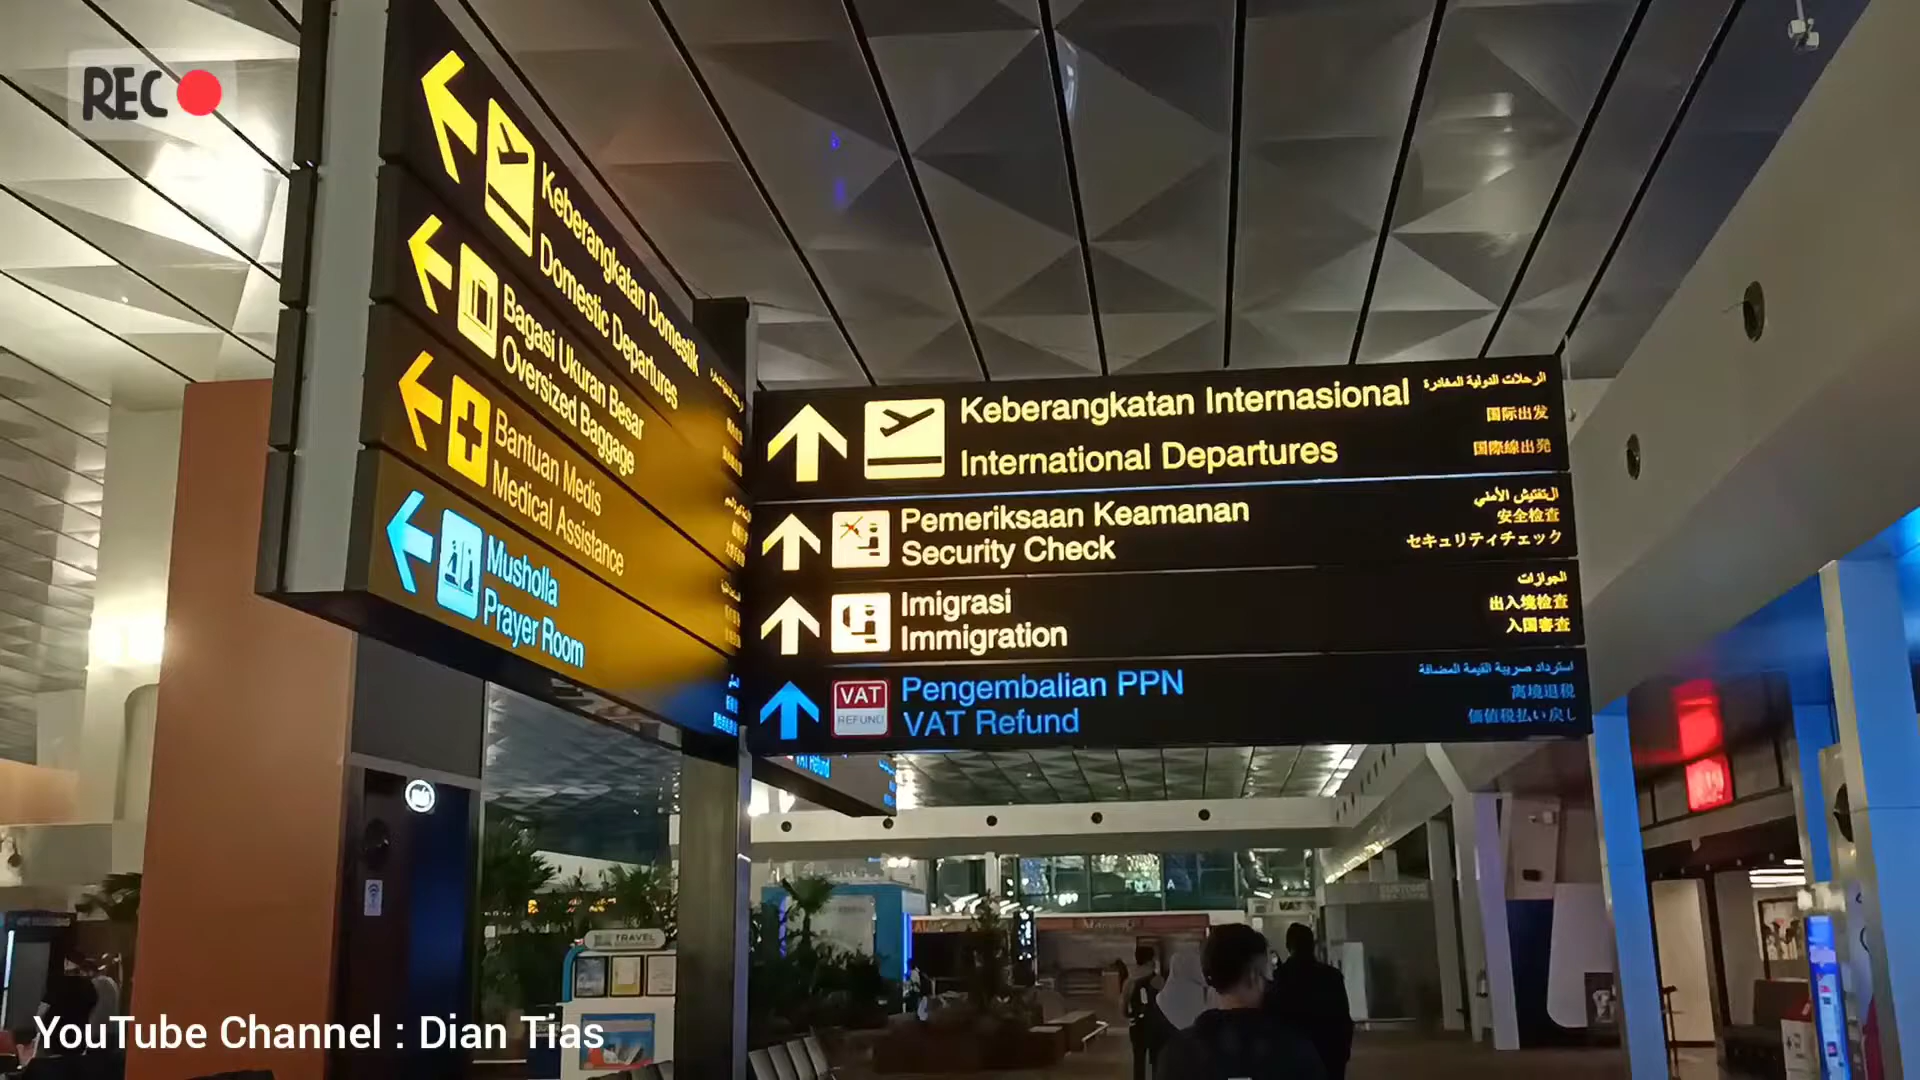 REC
Keberangkatan Domestik
Domestic Departures
Bagasi Ukuran Besar
Oversized Baggage
Bantuan Medis
Medical Assistance
Musholla
Prayer Room
Keberangkatan Internasional
الرحلات الدولية المغادرة
国际出发
International Departures
国際線出発
Pemeriksaan Keamanan
Security Check
التفتيش الأمني
安全检查
セキュリティチェック
Imigrasi
Immigration
الجوازات
出入境检查
入国審査
VAT
REFUND
Pengembalian PPN
VAT Refund
استرداد ضريبة القيمة المضافة
离境退税
価値税払い戻し
VAT Refund
TRAVEL
YouTube Channel : Dian Tias